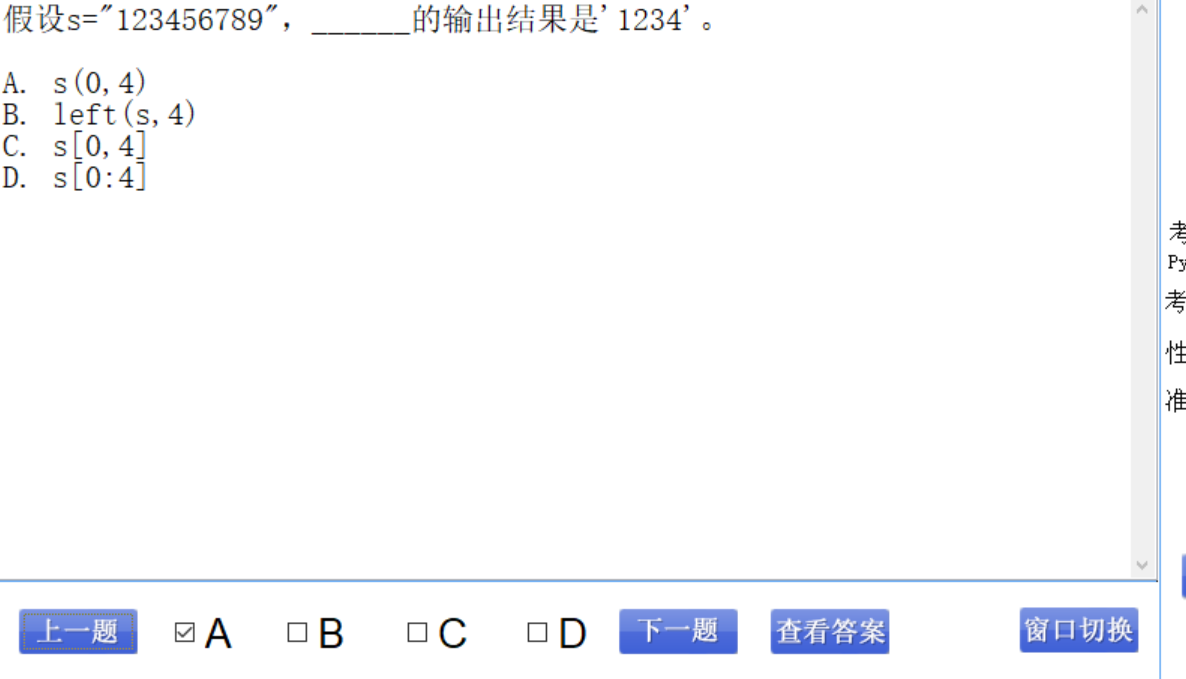 假设s="123456789"，______的输出结果是'1234'。
A. s(0,4)
B. left(s,4)
C. s[0,4]
D. s[0:4]
考
Py
考
性
准
上一题
A
B
C
D
下一题
查看答案
窗口切换